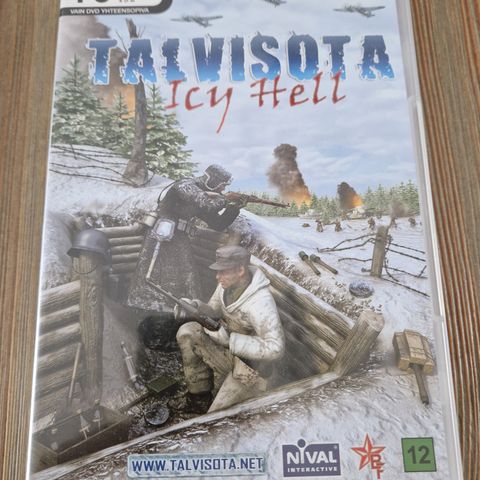 VAIN DVD YHTEENSOPIVA
TALVISOTA
Icy Hell
WWW.TALVISOTA.NET
NIVAL
INTERACTIVE
12